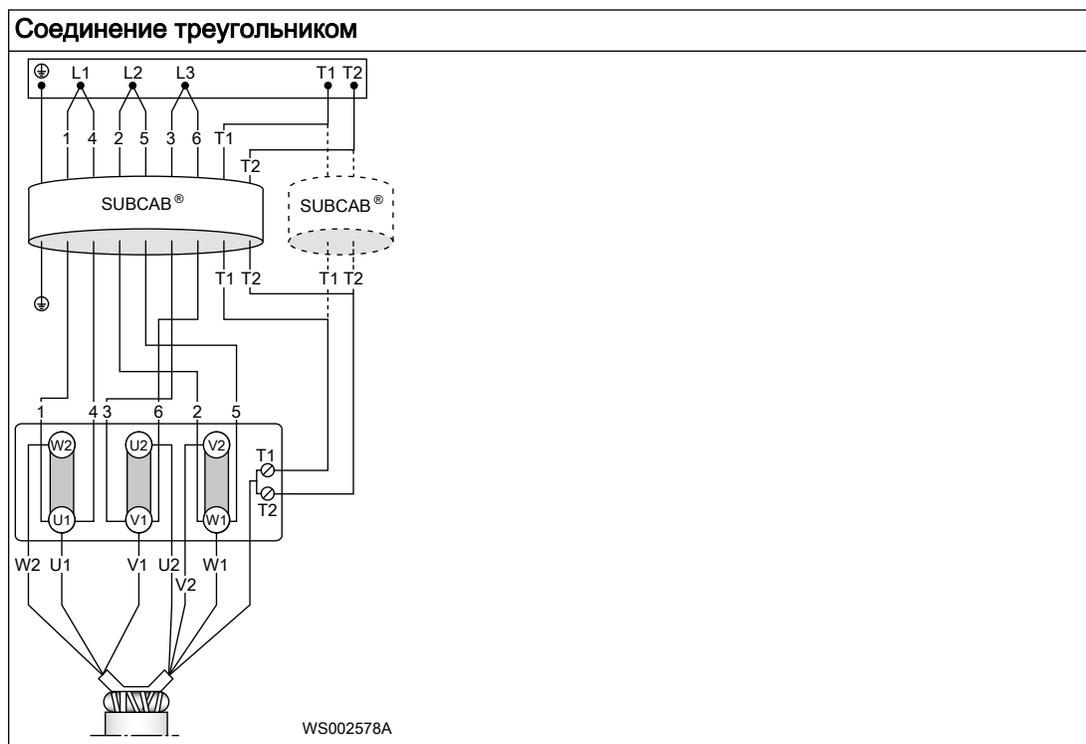 Соединение треугольником
L1 L2 L3 T1 T2
1 4 2 5 3 6 T1
T2
SUBCAB® SUBCAB®
T1 T2 T1 T2
1 4 3 6 2 5
W2 U2 V2
T1
U1 V1 W1
T2
W2 U1 V1 U2 W1
V2
WS002578A